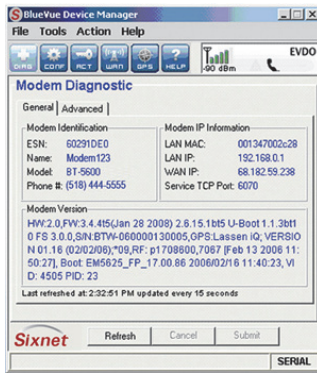 BlueVue Device Manager
File Tools Action Help
DIAG CONF ACT WAN GPS HELP -90 dBm EVDO
Modem Diagnostic
General Advanced
Modem Identification
ESN: 60291DE0
Name: Modem123
Model: BT-5600
Phone #: (518) 444-5555
Modem IP Information
LAN MAC: 001347002c28
LAN IP: 192.168.0.1
WAN IP: 68.182.59.238
Service TCP Port: 6070
Modem Version
HW:2.0,FW:3.4.4t5(Jan 28 2008) 2.6.15.1bt5 U-Boot 1.1.3bt1
0 FS 3.0.0,S/N:BTW-060000130005,GPS:Lassen iQ; VERSIO
N 01.16 (02/02/06);*09,RF: p1708600,7067 [Feb 13 2006 11:
50:27], Boot: EM5625_FP_17.00.86 2006/02/16 11:40:23, VI
D: 4505 PID: 23
Last refreshed at: 2:32:51 PM updated every 15 seconds
Sixnet Refresh Cancel Submit
SERIAL